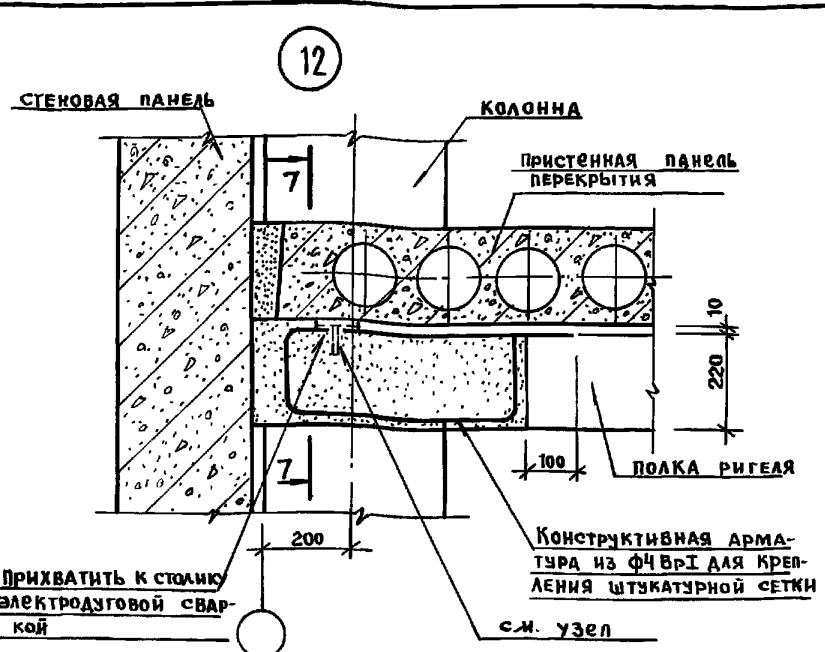 12
СТЕНОВАЯ ПАНЕЛЬ
КОЛОННА
ПРИСТЕННАЯ ПАНЕЛЬ
ПЕРЕКРЫТИЯ
7
10
220
7
100
ПОЛКА РИГЕЛЯ
200
КОНСТРУКТИВНАЯ АРМА-
ТУРА ИЗ Ф4 ВрI ДЛЯ КРЕП-
ЛЕНИЯ ШТУКАТУРНОЙ СЕТКИ
ПРИХВАТИТЬ К СТОЛИКУ
ЭЛЕКТРОДУГОВОЙ СВАР-
КОЙ
см. узел